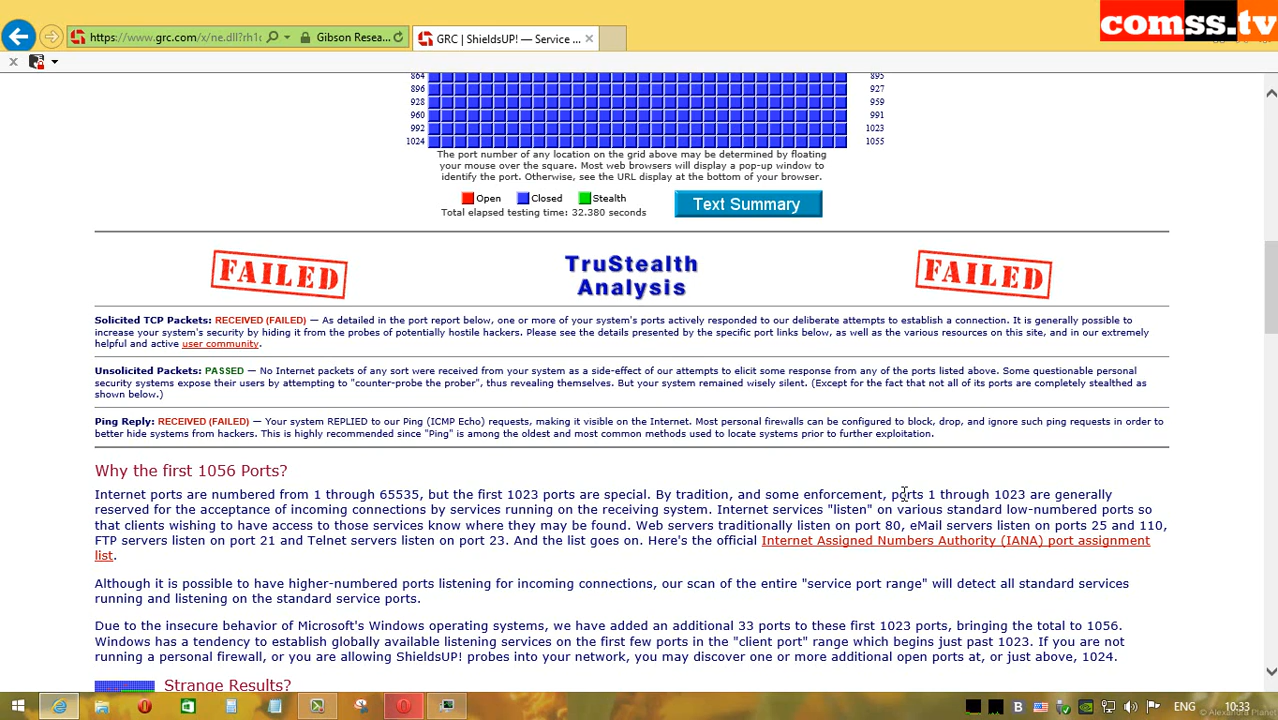 comss.tv
https://www.grc.com/x/ne.dll?rh1
Gibson Resea...
GRC | ShieldsUP! — Service ...
864 895
896 927
928 959
960 991
992 1023
1024 1055
The port number of any location on the grid above may be determined by floating
your mouse over the square. Most web browsers will display a pop-up window to
identify the port. Otherwise, see the URL display at the bottom of your browser.
Open Closed Stealth
Total elapsed testing time: 32.380 seconds
Text Summary
FAILED
TruStealth
Analysis
FAILED
Solicited TCP Packets: RECEIVED (FAILED) — As detailed in the port report below, one or more of your system's ports actively responded to our deliberate attempts to establish a connection. It is generally possible to
increase your system's security by hiding it from the probes of potentially hostile hackers. Please see the details presented by the specific port links below, as well as the various resources on this site, and in our extremely
helpful and active user community.
Unsolicited Packets: PASSED — No Internet packets of any sort were received from your system as a side-effect of our attempts to elicit some response from any of the ports listed above. Some questionable personal
security systems expose their users by attempting to "counter-probe the prober", thus revealing themselves. But your system remained wisely silent. (Except for the fact that not all of its ports are completely stealthed as
shown below.)
Ping Reply: RECEIVED (FAILED) — Your system REPLIED to our Ping (ICMP Echo) requests, making it visible on the Internet. Most personal firewalls can be configured to block, drop, and ignore such ping requests in order to
better hide systems from hackers. This is highly recommended since "Ping" is among the oldest and most common methods used to locate systems prior to further exploitation.
Why the first 1056 Ports?
Internet ports are numbered from 1 through 65535, but the first 1023 ports are special. By tradition, and some enforcement, ports 1 through 1023 are generally
reserved for the acceptance of incoming connections by services running on the receiving system. Internet services "listen" on various standard low-numbered ports so
that clients wishing to have access to those services know where they may be found. Web servers traditionally listen on port 80, eMail servers listen on ports 25 and 110,
FTP servers listen on port 21 and Telnet servers listen on port 23. And the list goes on. Here's the official Internet Assigned Numbers Authority (IANA) port assignment
list.
Although it is possible to have higher-numbered ports listening for incoming connections, our scan of the entire "service port range" will detect all standard services
running and listening on the standard service ports.
Due to the insecure behavior of Microsoft's Windows operating systems, we have added an additional 33 ports to these first 1023 ports, bringing the total to 1056.
Windows has a tendency to establish globally available listening services on the first few ports in the "client port" range which begins just past 1023. If you are not
running a personal firewall, or you are allowing ShieldsUP! probes into your network, you may discover one or more additional open ports at, or just above, 1024.
Strange Results?
ENG 10:33
© Alexandra Planet